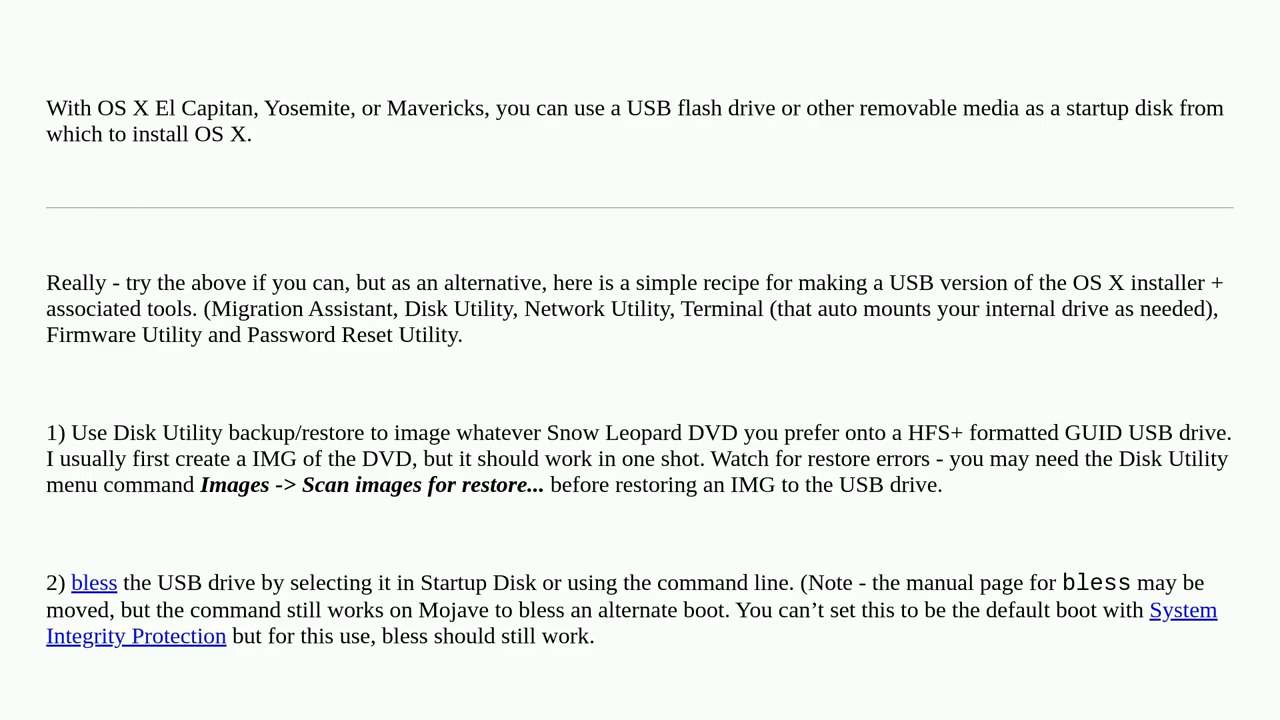 With OS X El Capitan, Yosemite, or Mavericks, you can use a USB flash drive or other removable media as a startup disk from
which to install OS X.
Really - try the above if you can, but as an alternative, here is a simple recipe for making a USB version of the OS X installer +
associated tools. (Migration Assistant, Disk Utility, Network Utility, Terminal (that auto mounts your internal drive as needed),
Firmware Utility and Password Reset Utility.
1) Use Disk Utility backup/restore to image whatever Snow Leopard DVD you prefer onto a HFS+ formatted GUID USB drive.
I usually first create a IMG of the DVD, but it should work in one shot. Watch for restore errors - you may need the Disk Utility
menu command Images -> Scan images for restore... before restoring an IMG to the USB drive.
2) bless the USB drive by selecting it in Startup Disk or using the command line. (Note - the manual page for bless may be
moved, but the command still works on Mojave to bless an alternate boot. You can’t set this to be the default boot with System
Integrity Protection but for this use, bless should still work.